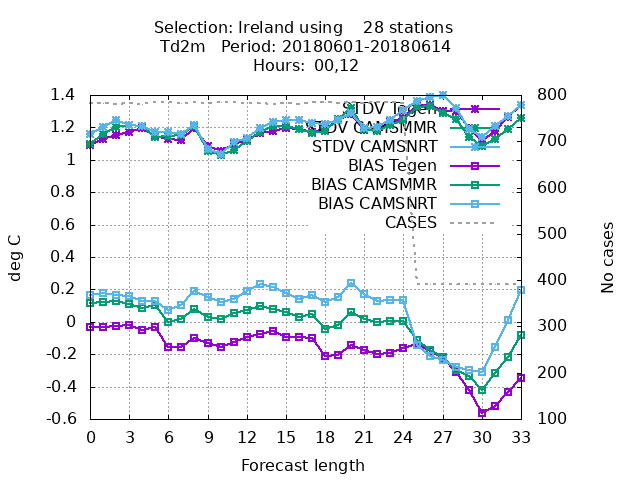 Selection: Ireland using 28 stations
Td2m Period: 20180601-20180614
Hours: 00,12
1.4
1.2
1
0.8
0.6
0.4
0.2
0
-0.2
-0.4
-0.6
deg C
STDV Tegen
STDV CAMSMMR
STDV CAMSNRT
BIAS Tegen
BIAS CAMSMMR
BIAS CAMSNRT
CASES
800
700
600
500
400
300
200
100
No cases
0 3 6 9 12 15 18 21 24 27 30 33
Forecast length